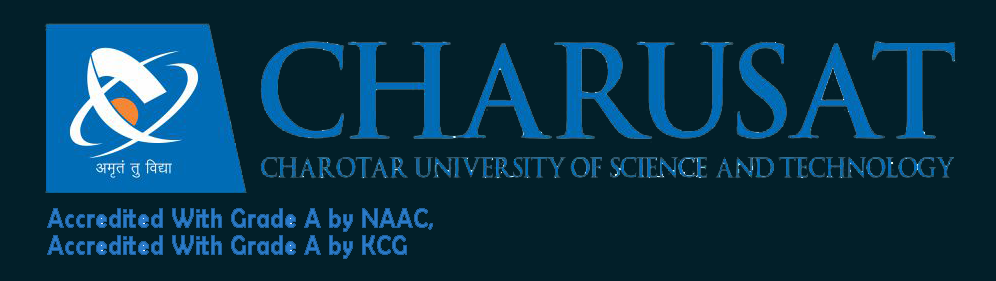 CHARUSAT
CHAROTAR UNIVERSITY OF SCIENCE AND TECHNOLOGY
अमृतं तु विद्या
Accredited With Grade A by NAAC,
Accredited With Grade A by KCG